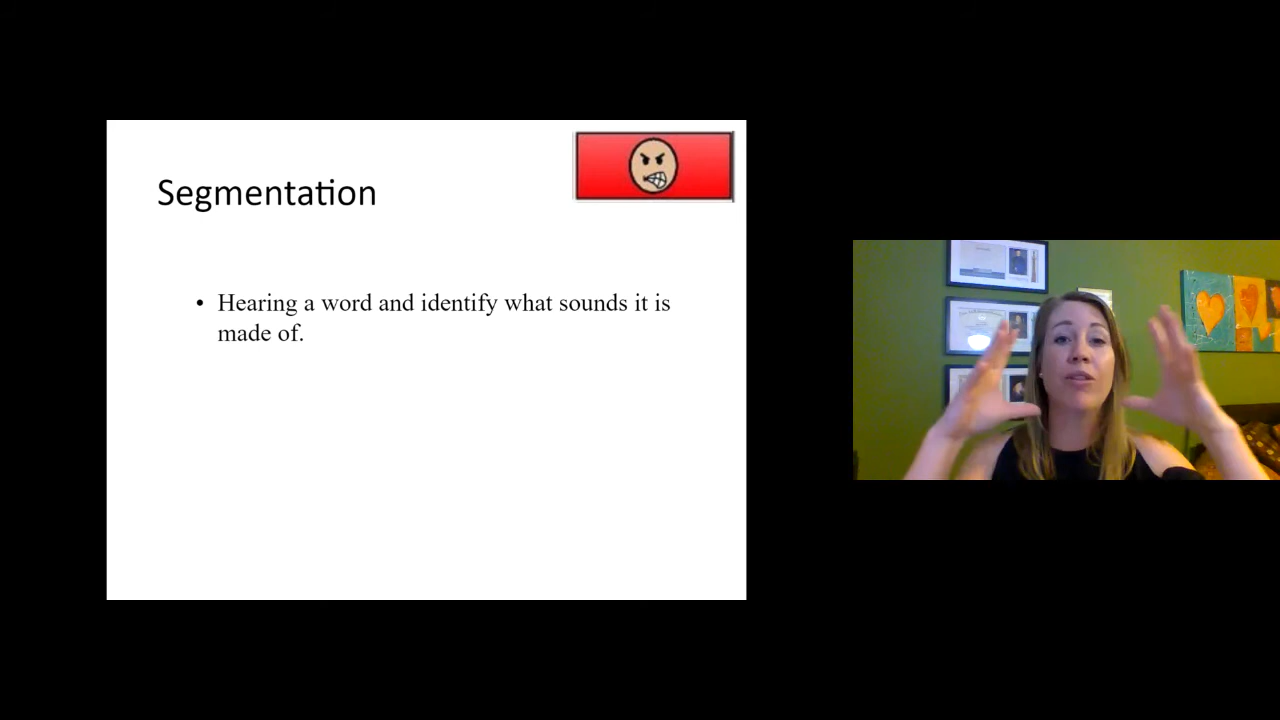 Segmentation
• Hearing a word and identify what sounds it is
made of.